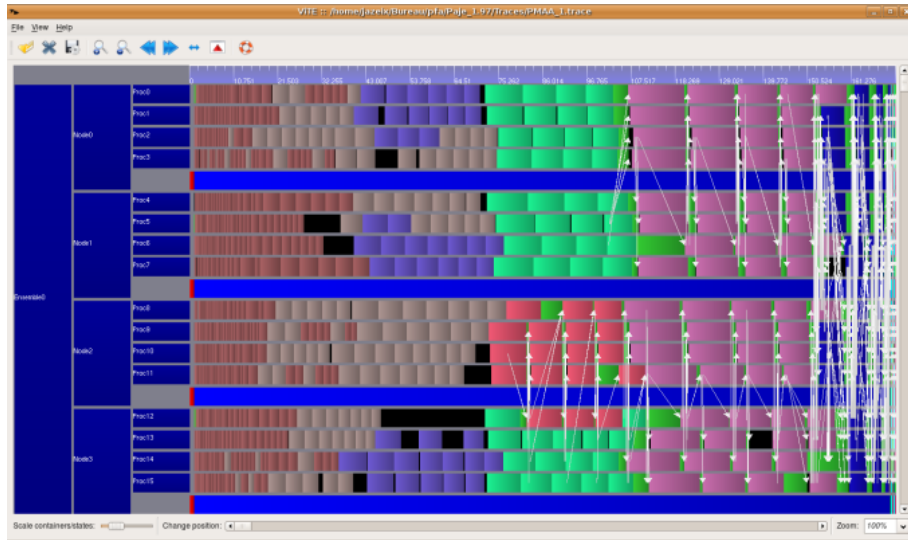 VITE :: /home/jazeix/Bureau/pfa/Paje_1.97/Traces/PMAA_1.trace
File View Help
0 10.751 21.503 32.255 43.007 53.758 64.51 75.262 86.014 96.765 107.517 118.269 129.021 139.773 150.524 161.276
Proc0
Proc1
Node0
Proc2
Proc3
Proc4
Proc5
Node1
Proc6
Proc7
Ensemble0
Proc8
Proc9
Node2
Proc10
Proc11
Proc12
Proc13
Node3
Proc14
Proc15
Scale containers/states: Change position: Zoom: 100%